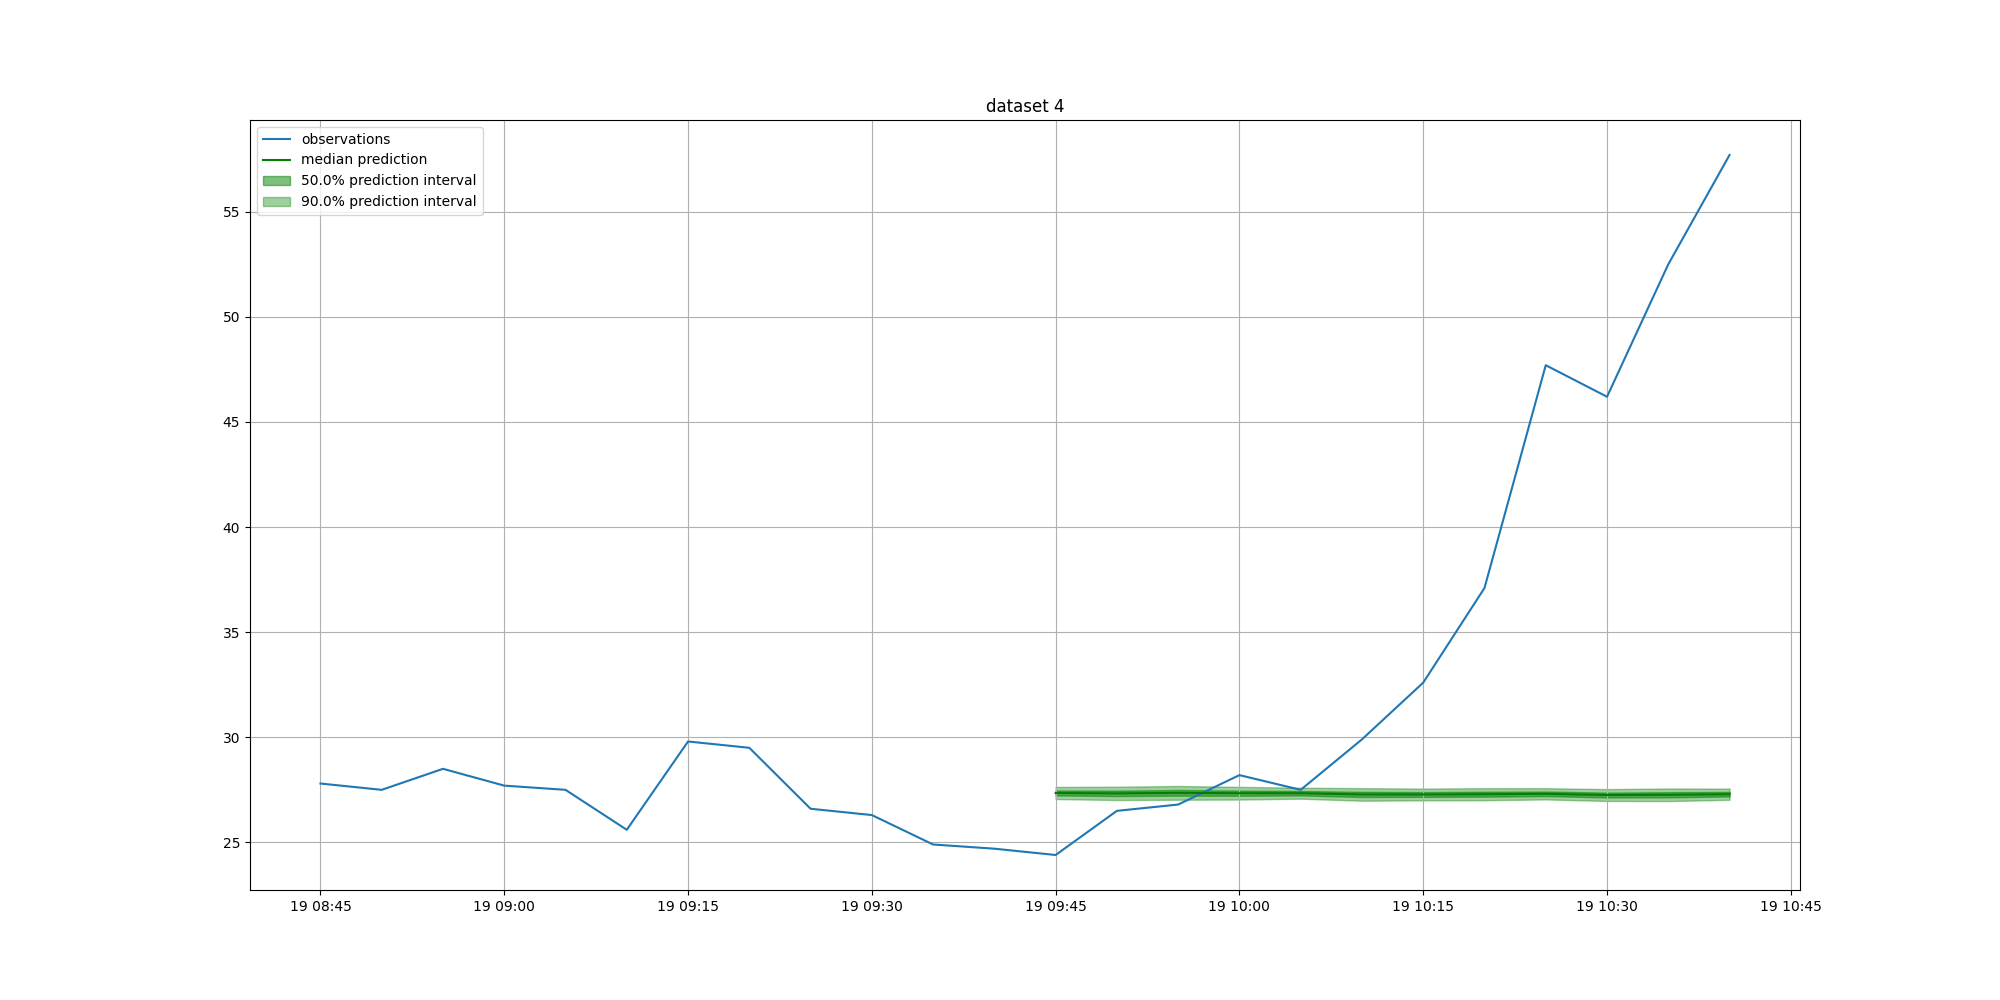 dataset 4
observations
median prediction
50.0% prediction interval
90.0% prediction interval
55
50
45
40
35
30
25
19 08:45 19 09:00 19 09:15 19 09:30 19 09:45 19 10:00 19 10:15 19 10:30 19 10:45